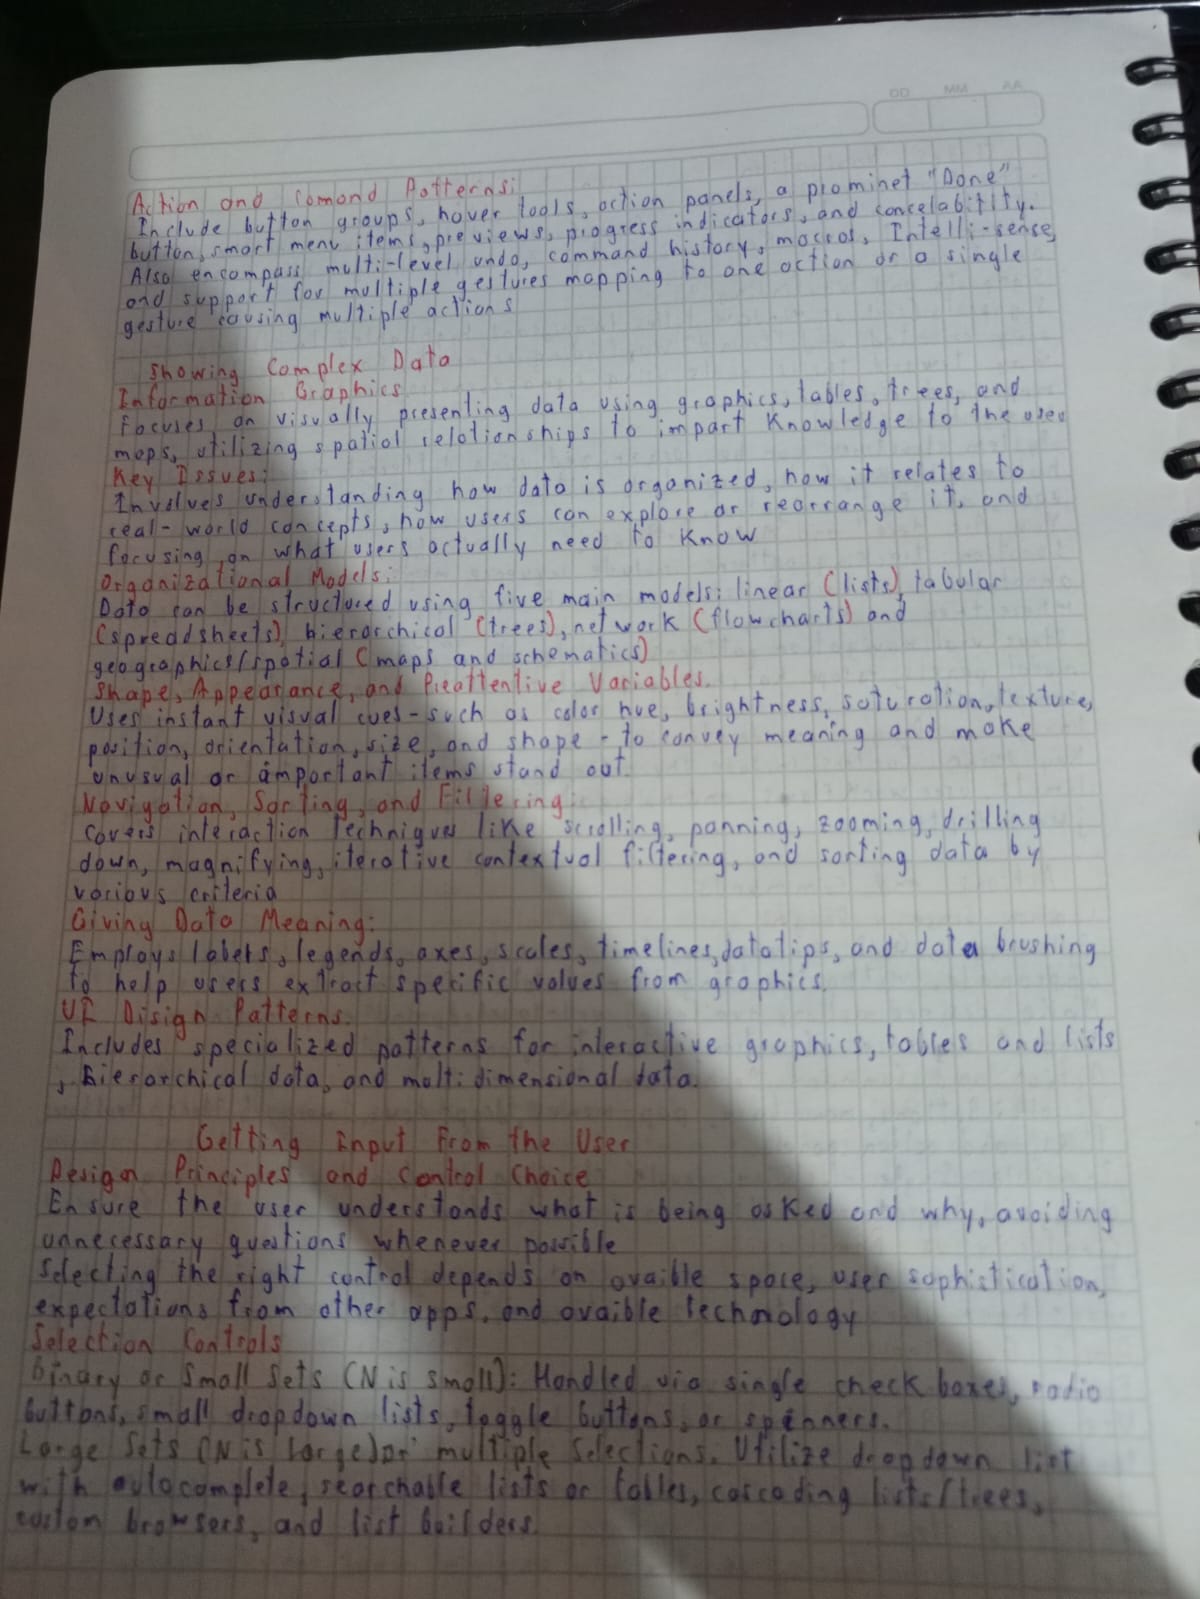 DD MM AA
Action and Comand Patterns:
Include button groups, hover tools, action panels, a prominet "Done"
button, smart menu items, previews, progress indicators, and concelability.
Also encompass multi-level undo, command history, macros, Intelli-sense,
and support for multiple gestures mapping to one action or a single
gesture causing multiple actions
Showing Complex Data
Information Graphics
Focuses on visually presenting data using graphics, tables, trees, and
maps, utilizing spatial relationships to impart Knowledge to the user
Key Issues:
Involves understanding how data is organized, how it relates to
real-world concepts, how users can explore or rearrange it, and
focusing on what users actually need to Know
Organizational Models:
Data can be structured using five main models: linear (lists), tabular
(spreadsheets), hierarchical (trees), network (flowcharts) and
geographics/spatial (maps and schematics)
Shape, Appearance, and Preattentive Variables.
Uses instant visual cues-such as color hue, brightness, saturation, texture,
position, orientation, size, and shape - to convey meaning and make
unusual or important items stand out.
Navigation, Sorting, and Filtering:
Covers interaction techniques like scrolling, panning, zooming, drilling
down, magnifying, iterative contextual filtering, and sorting data by
various criteria
Giving Data Meaning:
Employs labels, legends, axes, scales, timelines, datatips, and data brushing
to help users extract specific values from graphics.
UI Disign Patterns.
Includes specialized patterns for interactive graphics, tables and lists
, hierarchical data, and multidimensional data.
Getting Input From the User
Design Principles and Control Choice
Ensure the user understands what is being asked and why, avoiding
unnecessary questions whenever possible
Selecting the right control depends on avaible space, user sophistication,
expectations from other apps, and avaible technology
Selection Controls
Binary or Small Sets (N is small): Handled via single check boxes, radio
buttons, small dropdown lists, toggle buttons, or spinners.
Large Sets (N is large) or multiple Selections. Utilize dropdown list
with autocomplete, searchable lists or tables, cascading lists/trees,
custom browsers, and list builders